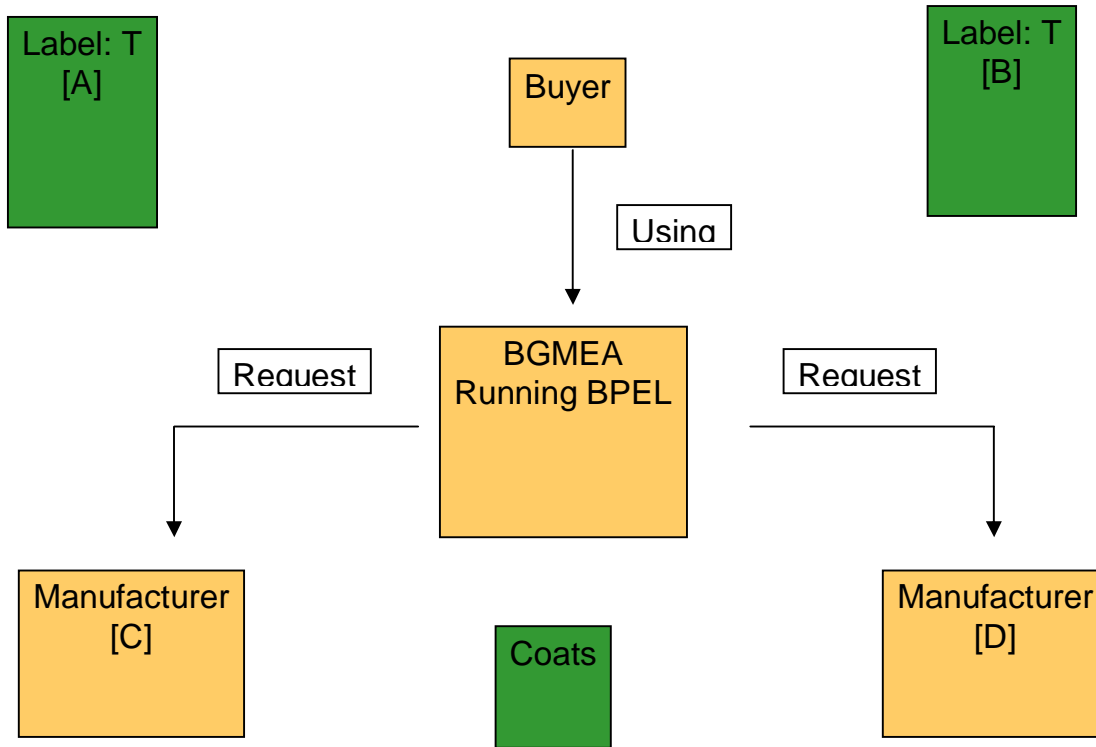 Label: T
[A]
Label: T
[B]
Buyer
Using
BGMEA
Running BPEL
Request
Request
Manufacturer
[C]
Manufacturer
[D]
Coats